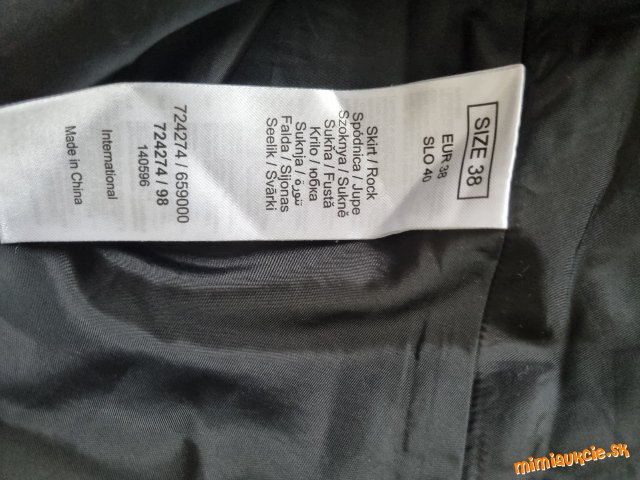 SIZE 38
EUR 38
SLO 40
Skirt / Rock
Spódnica / Jupe
Szoknya / Sukně
Sukňa / Fustă
Krilo / юбка
Suknja / تنورة
Falda / Sijonas
Seelik / Svārki
724274 / 659000
724274 / 98
140596
International
Made in China
mimiaukcie.sk